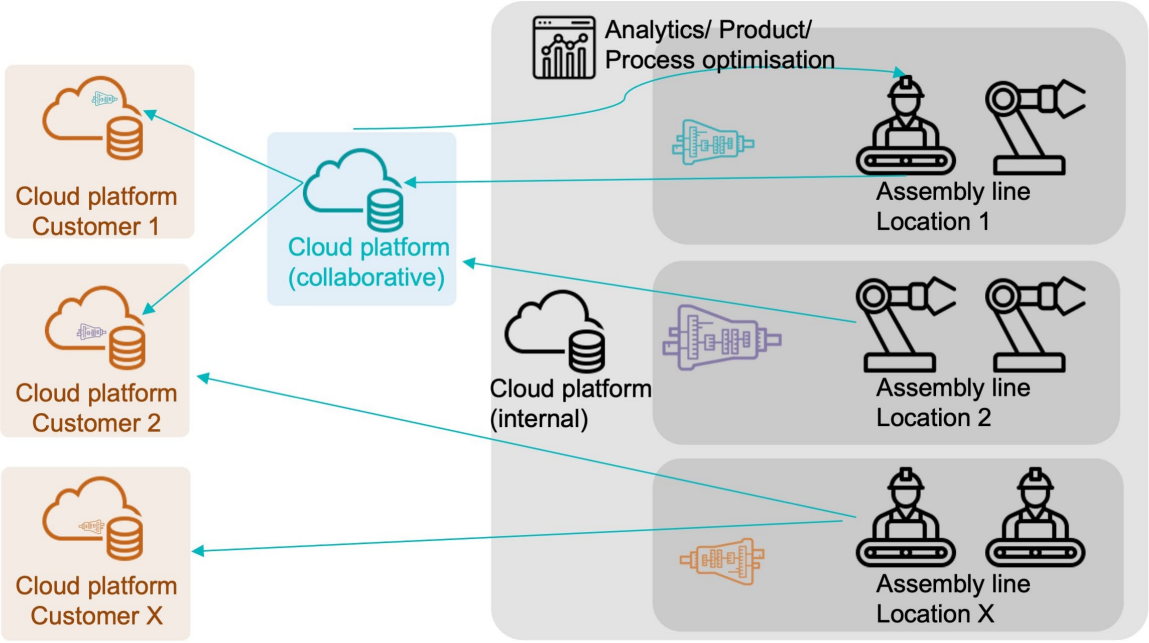 Analytics/ Product/
Process optimisation
Cloud platform
Customer 1
Cloud platform
(collaborative)
Assembly line
Location 1
Cloud platform
Customer 2
Cloud platform
(internal)
Assembly line
Location 2
Cloud platform
Customer X
Assembly line
Location X